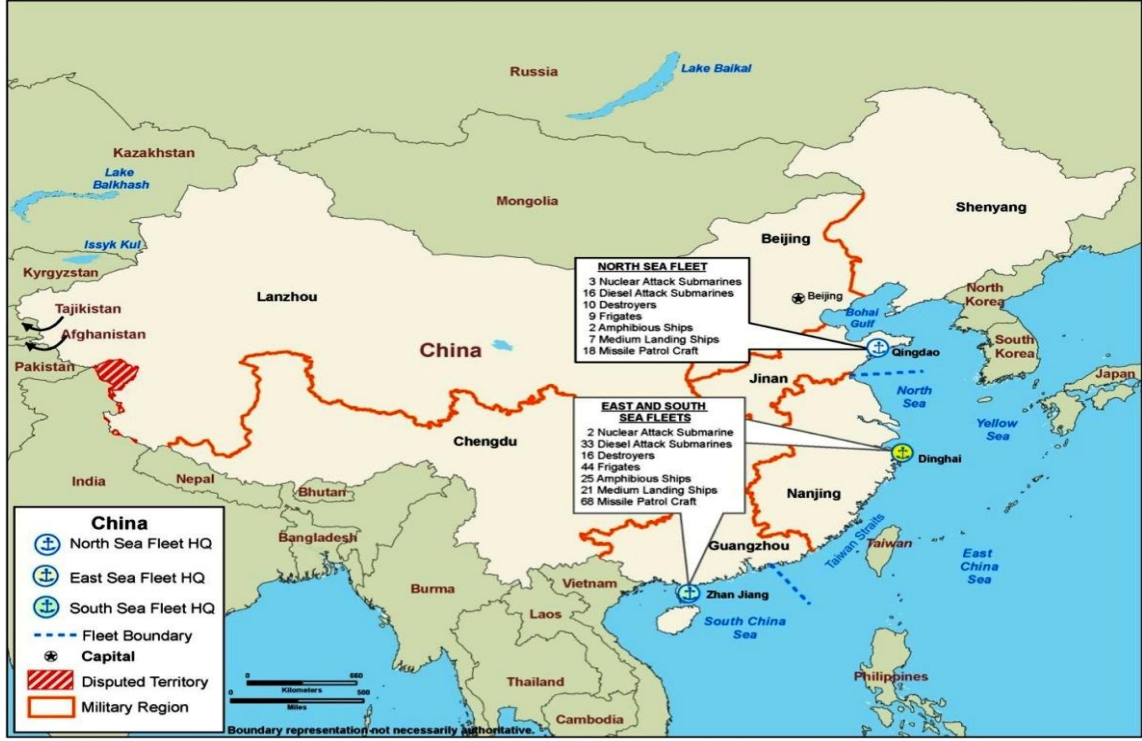 Russia
Lake Baikal
Kazakhstan
Lake
Balkhash
Mongolia
Shenyang
Beijing
Issyk Kul
Kyrgyzstan
Lanzhou
NORTH SEA FLEET
3 Nuclear Attack Submarines
16 Diesel Attack Submarines
10 Destroyers
9 Frigates
2 Amphibious Ships
7 Medium Landing Ships
18 Missile Patrol Craft
Beijing
North
Korea
Tajikistan
Bohai
Gulf
Afghanistan
China
Qingdao
South
Korea
Pakistan
Jinan
Japan
North
Sea
EAST AND SOUTH
SEA FLEETS
2 Nuclear Attack Submarine
33 Diesel Attack Submarines
16 Destroyers
44 Frigates
25 Amphibious Ships
21 Medium Landing Ships
68 Missile Patrol Craft
Yellow
Sea
Chengdu
Dinghai
India
Nepal
Bhutan
Nanjing
China
North Sea Fleet HQ
East Sea Fleet HQ
South Sea Fleet HQ
Fleet Boundary
Capital
Disputed Territory
Military Region
Bangladesh
Guangzhou
Taiwan Straits
Taiwan
East
China
Sea
Burma
Vietnam
Zhan Jiang
Laos
South China
Sea
Thailand
Philippines
Cambodia
0 660
Kilometers
0 500
Miles
Boundary representation not necessarily authoritative.